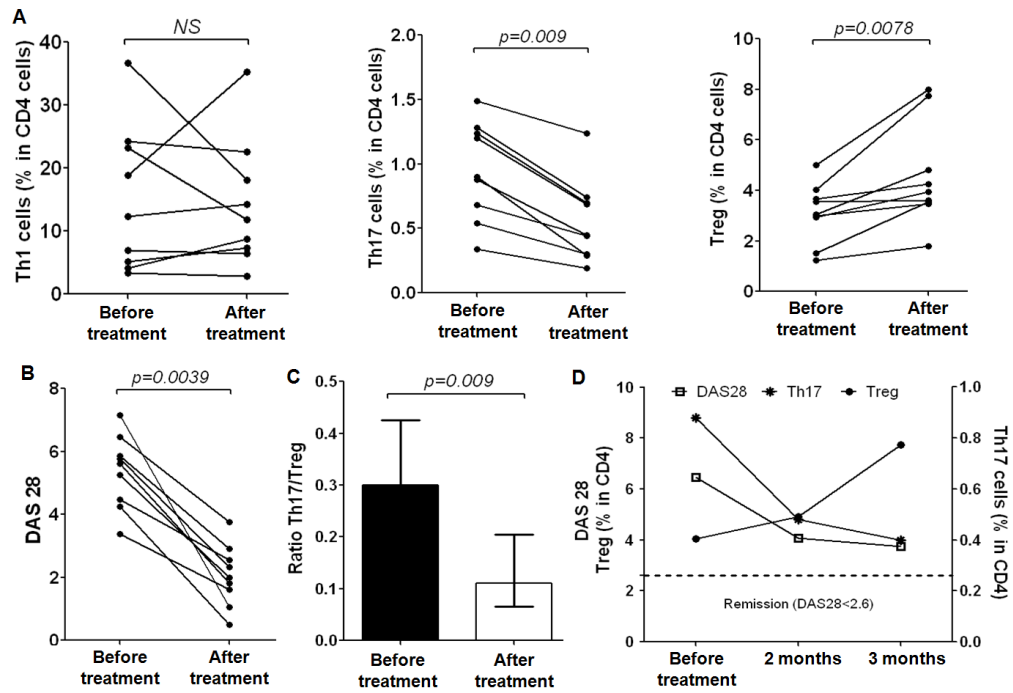 A
NS
Th1 cells (% in CD4 cells)
40
30
20
10
0
Before
treatment
After
treatment
p=0.009
Th17 cells (% in CD4 cells)
2.0
1.5
1.0
0.5
0.0
Before
treatment
After
treatment
p=0.0078
Treg (% in CD4 cells)
10
8
6
4
2
0
Before
treatment
After
treatment
B
p=0.0039
DAS 28
8
6
4
2
0
Before
treatment
After
treatment
C
p=0.009
Ratio Th17/Treg
0.5
0.4
0.3
0.2
0.1
0.0
Before
treatment
After
treatment
D
DAS28
Th17
Treg
DAS 28
Treg (% in CD4)
10
8
6
4
2
0
1.0
0.8
0.6
0.4
0.2
0.0
Th17 cells (% in CD4)
Remission (DAS28<2.6)
Before
treatment
2 months
3 months